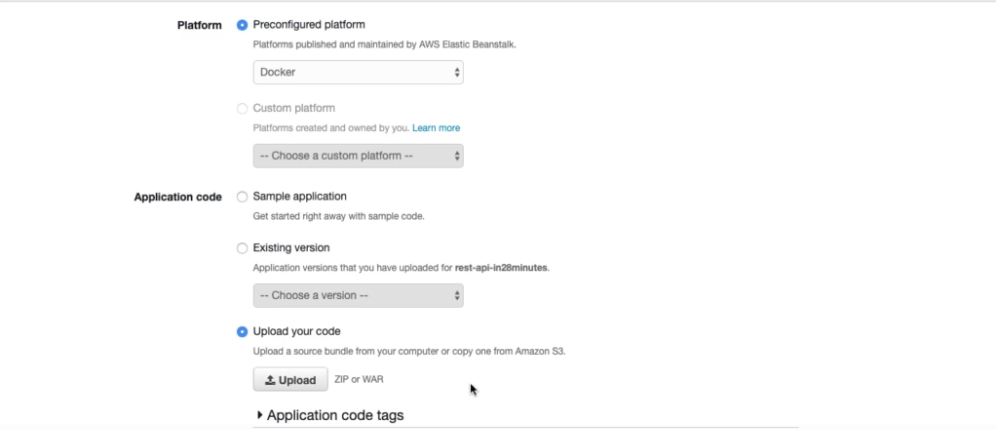 Platform Preconfigured platform
Platforms published and maintained by AWS Elastic Beanstalk.
Docker
Custom platform
Platforms created and owned by you. Learn more
-- Choose a custom platform --
Application code Sample application
Get started right away with sample code.
Existing version
Application versions that you have uploaded for rest-api-in28minutes.
-- Choose a version --
Upload your code
Upload a source bundle from your computer or copy one from Amazon S3.
Upload ZIP or WAR
Application code tags